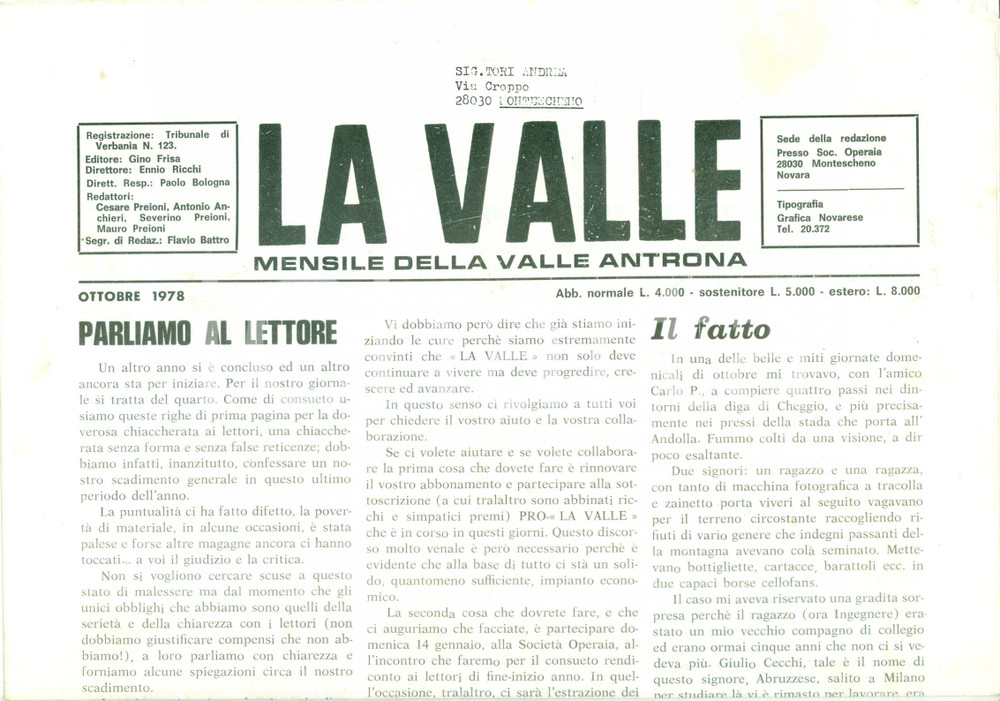 SIG.TORI ANDREA
Via Croppo
28030 MONTESCHENO
Registrazione: Tribunale di
Verbania N. 123.
Editore: Gino Frisa
Direttore: Ennio Ricchi
Dirett. Resp.: Paolo Bologna
Redattori:
Cesare Preioni, Antonio An-
chieri, Severino Preioni,
Mauro Preioni
Segr. di Redaz.: Flavio Battro
LA VALLE
MENSILE DELLA VALLE ANTRONA
Sede della redazione
Presso Soc. Operaia
28030 Montescheno
Novara
Tipografia
Grafica Novarese
Tel. 20.372
OTTOBRE 1978
Abb. normale L. 4.000 - sostenitore L. 5.000 - estero: L. 8.000
PARLIAMO AL LETTORE
Un altro anno si è concluso ed un altro
ancora sta per iniziare. Per il nostro giorna-
le si tratta del quarto. Come di consueto u-
siamo queste righe di prima pagina per la do-
verosa chiaccherata ai lettori, una chiacche-
rata senza forma e senza false reticenze; dob-
biamo infatti, inanzitutto, confessare un no-
stro scadimento generale in questo ultimo
periodo dell'anno.
La puntualità ci ha fatto difetto, la pover-
tà di materiale, in alcune occasioni, è stata
palese e forse altre magagne ancora ci hanno
toccati... a voi il giudizio e la critica.
Non si vogliono cercare scuse a questo
stato di malessere ma dal momento che gli
unici obblighi che abbiamo sono quelli della
serietà e della chiarezza con i lettori (non
dobbiamo giustificare compensi che non ab-
biamo!), a loro parliamo con chiarezza e
forniamo alcune spiegazioni circa il nostro
scadimento.
Vi dobbiamo però dire che già stiamo ini-
ziando le cure perchè siamo estremamente
convinti che « LA VALLE » non solo deve
continuare a vivere ma deve progredire, cre-
scere ed avanzare.
In questo senso ci rivolgiamo a tutti voi
per chiedere il vostro aiuto e la vostra colla-
borazione.
Se ci volete aiutare e se volete collabora-
re la prima cosa che dovete fare è rinnovare
il vostro abbonamento e partecipare alla sot-
toscrizione (a cui tralaltro sono abbinati ric-
chi e simpatici premi) PRO-« LA VALLE »
che è in corso in questi giorni. Questo discor-
so molto venale è però necessario perchè è
evidente che alla base di tutto ci stà un soli-
do, quantomeno sufficiente, impianto econo-
mico.
La seconda cosa che dovrete fare, e che
ci auguriamo che facciate, è partecipare do-
menica 14 gennaio, alla Società Operaia, al-
l'incontro che faremo per il consueto rendi-
conto ai lettori di fine-inizio anno. In quel-
l'occasione, tralaltro, ci sarà l'estrazione dei
Il fatto
In una delle belle e miti giornate dome-
nicali di ottobre mi trovavo, con l'amico
Carlo P., a compiere quattro passi nei din-
torni della diga di Cheggio, e più precisa-
mente nei pressi della stada che porta all'
Andolla. Fummo colti da una visione, a dir
poco esaltante.
Due signori: un ragazzo e una ragazza,
con tanto di macchina fotografica a tracolla
e zainetto porta viveri al seguito vagavano
per il terreno circostante raccogliendo ri-
fiuti di vario genere che indegni passanti del-
la montagna avevano colà seminato. Mette-
vano bottigliette, cartacce, barattoli ecc. in
due capaci borse cellofans.
Il caso mi aveva riservato una gradita sor-
presa perchè il ragazzo (ora Ingegnere) era
stato un mio vecchio compagno di collegio
ed erano ormai cinque anni che non ci si ve-
deva più. Giulio Cecchi, tale è il nome di
questo signore, Abruzzese, salito a Milano
per studiare là vi è rimasto per lavorare, era